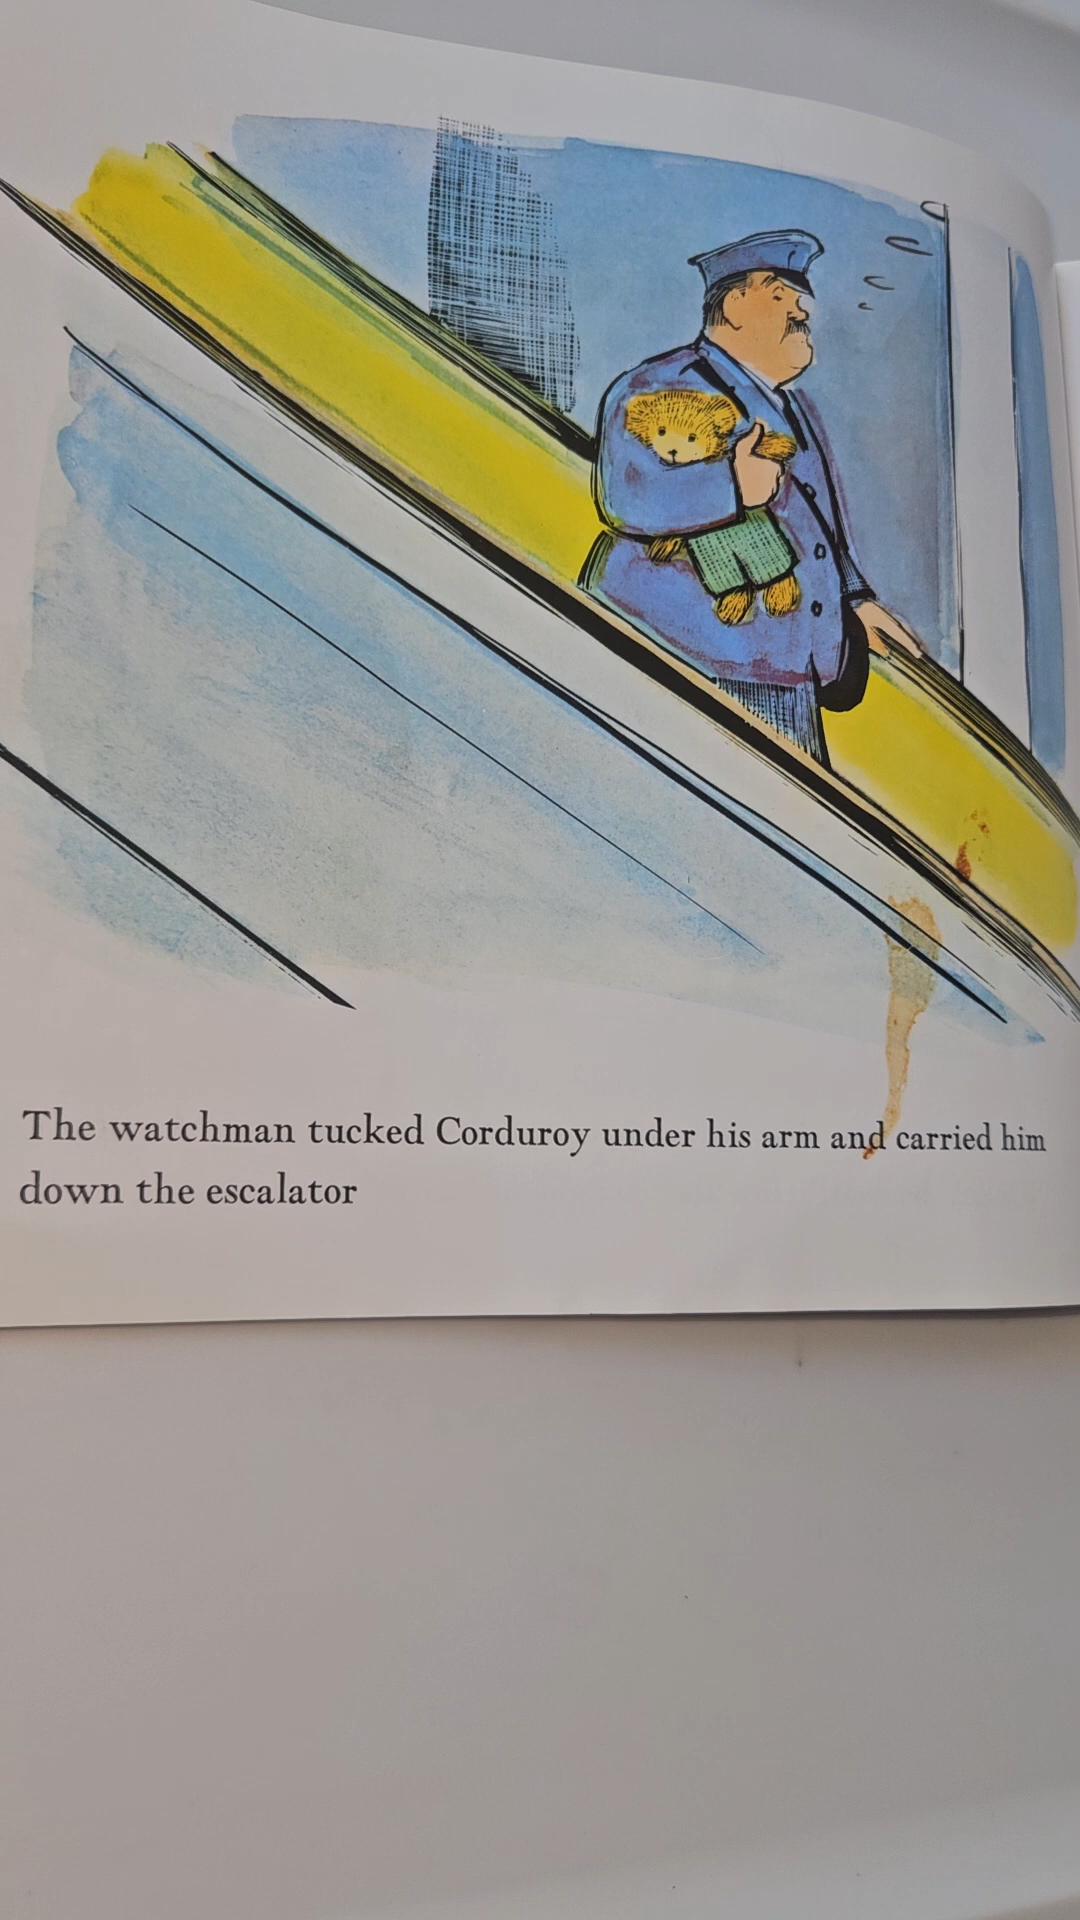 The watchman tucked Corduroy under his arm and carried him
down the escalator